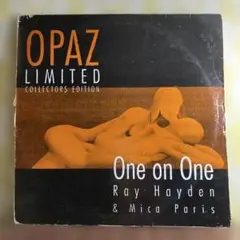 OPAZ
LIMITED
COLLECTORS EDITION
One on One
Ray Hayden
& Mica Paris